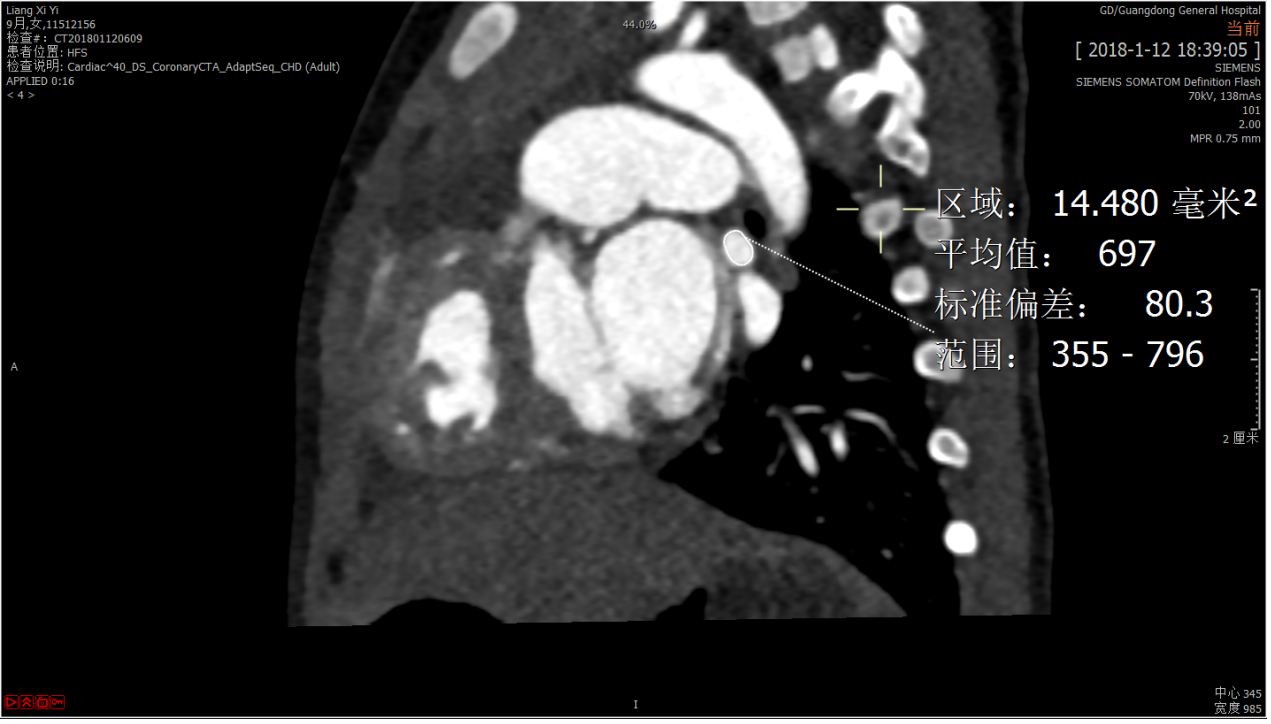 Liang Xi Yi
9月,女,11512156
检查#: CT201801120609
患者位置: HFS
检查说明: Cardiac^40_DS_CoronaryCTA_AdaptSeq_CHD (Adult)
APPLIED 0:16
< 4 >
44.0%
GD/Guangdong General Hospital
当前
[ 2018-1-12 18:39:05 ]
SIEMENS
SIEMENS SOMATOM Definition Flash
70kV, 138mAs
101
2.00
MPR 0.75 mm
区域: 14.480 毫米²
平均值: 697
标准偏差: 80.3
范围: 355 - 796
A
2 厘米
I
中心 345
宽度 985